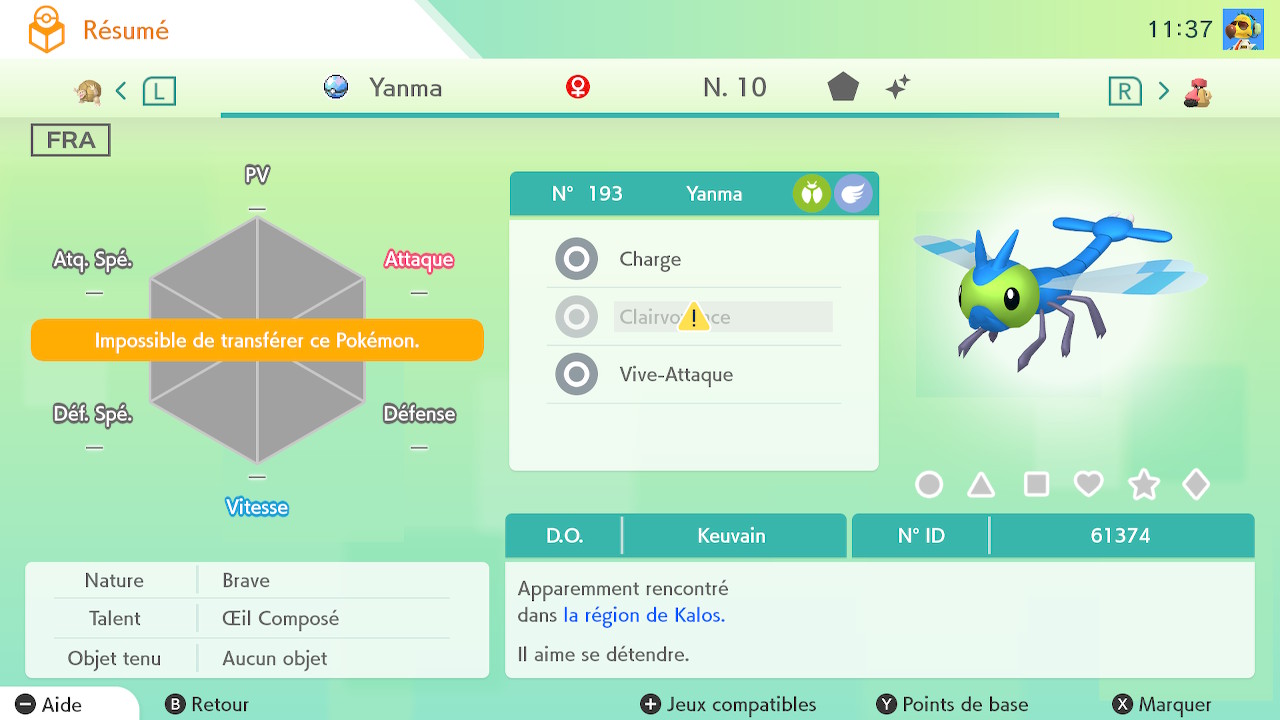 Résumé
11:37
L
Yanma
N. 10
R
FRA
PV
—
Atq. Spé.
—
Attaque
—
Impossible de transférer ce Pokémon.
Déf. Spé.
—
Défense
—
—
Vitesse
N° 193 Yanma
Charge
Vive-Attaque
D.O. Keuvain
N° ID 61374
Nature Brave
Talent Œil Composé
Objet tenu Aucun objet
Apparemment rencontré
dans la région de Kalos.
Il aime se détendre.
Aide
B Retour
Jeux compatibles
Y Points de base
X Marquer